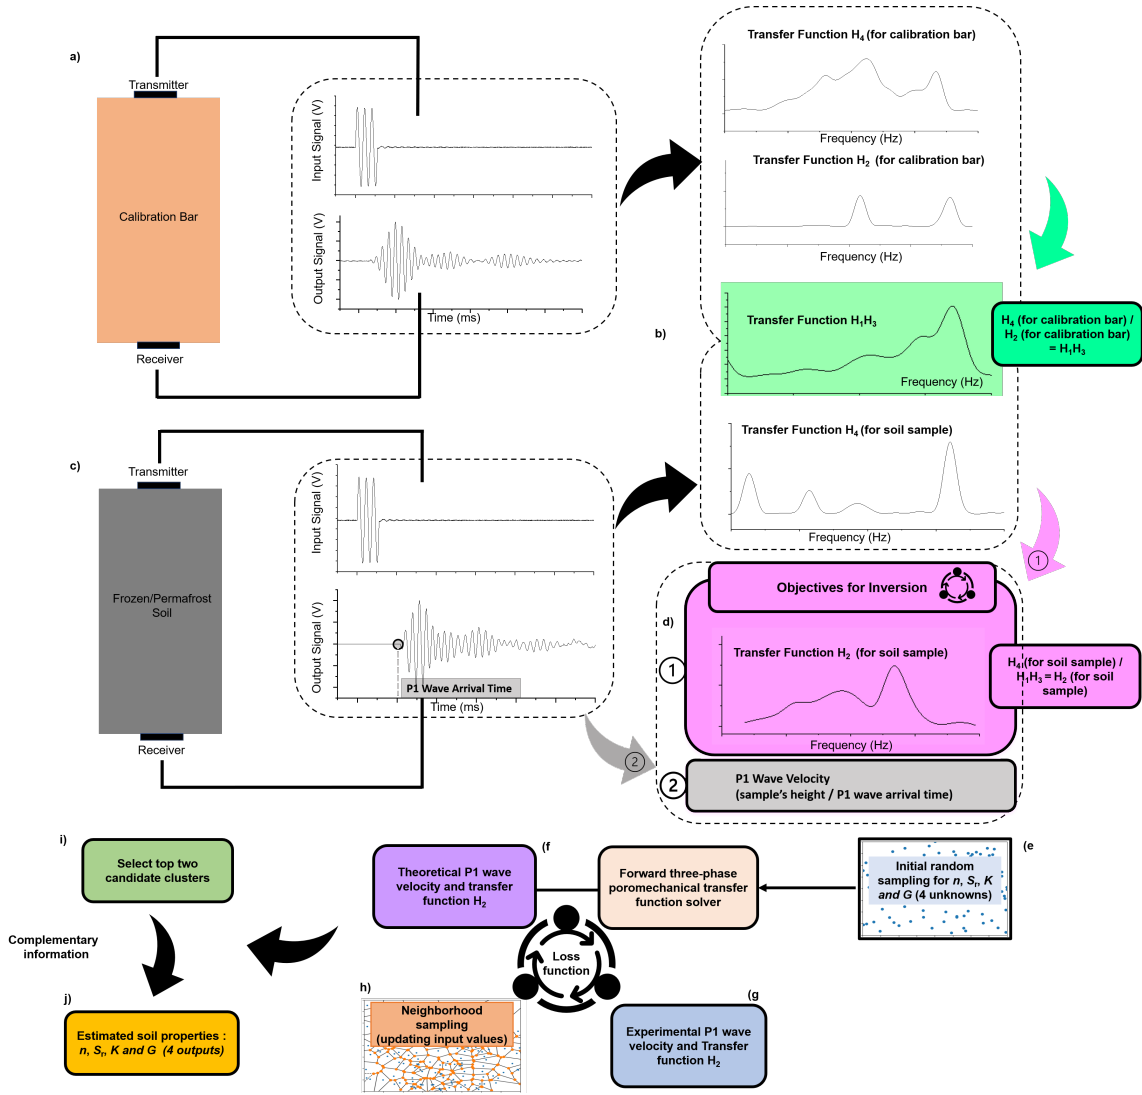 a)
Transmitter
Calibration Bar
Receiver
Input Signal (V)
Output Signal (V)
Time (ms)
Transfer Function H4 (for calibration bar)
Frequency (Hz)
Transfer Function H2 (for calibration bar)
Frequency (Hz)
b)
Transfer Function H1H3
Frequency (Hz)
H4 (for calibration bar) /
H2 (for calibration bar)
= H1H3
Transfer Function H4 (for soil sample)
Frequency (Hz)
c)
Transmitter
Frozen/Permafrost
Soil
Receiver
Input Signal (V)
Output Signal (V)
P1 Wave Arrival Time
Time (ms)
1
2
d)
Objectives for Inversion
1
Transfer Function H2 (for soil sample)
Frequency (Hz)
H4 (for soil sample) /
H1H3 = H2 (for soil
sample)
2
P1 Wave Velocity
(sample's height / P1 wave arrival time)
(e
Initial random
sampling for n, Sr, K
and G (4 unknowns)
Forward three-phase
poromechanical transfer
function solver
(f
Theoretical P1 wave
velocity and transfer
function H2
Loss
function
(g
Experimental P1 wave
velocity and Transfer
function H2
h)
Neighborhood
sampling
(updating input values)
i)
Select top two
candidate clusters
Complementary
information
j)
Estimated soil properties :
n, Sr, K and G (4 outputs)